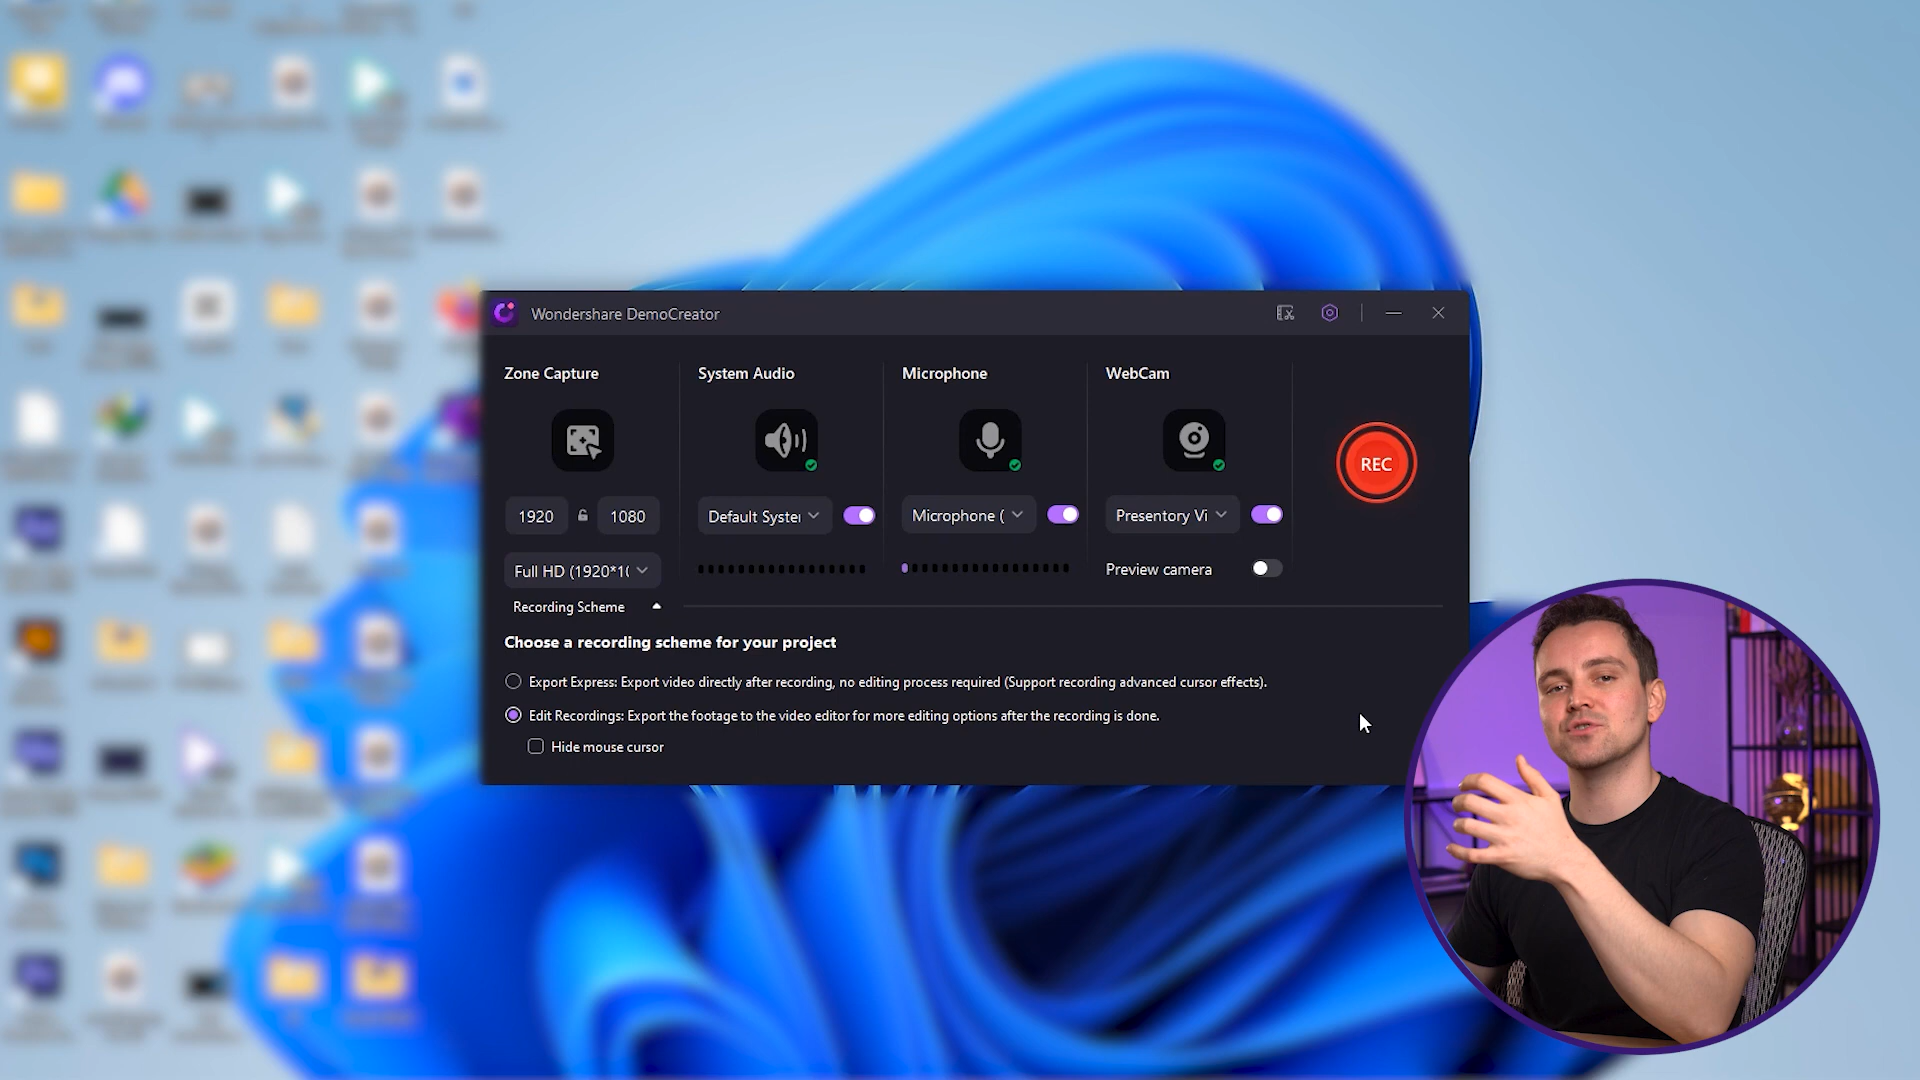 Wondershare DemoCreator
Zone Capture
System Audio
Microphone
WebCam
REC
1920
1080
Default Syster
Microphone (
Presentory Vi
Full HD (1920*1(
Preview camera
Recording Scheme
Choose a recording scheme for your project
Export Express: Export video directly after recording, no editing process required (Support recording advanced cursor effects).
Edit Recordings: Export the footage to the video editor for more editing options after the recording is done.
Hide mouse cursor